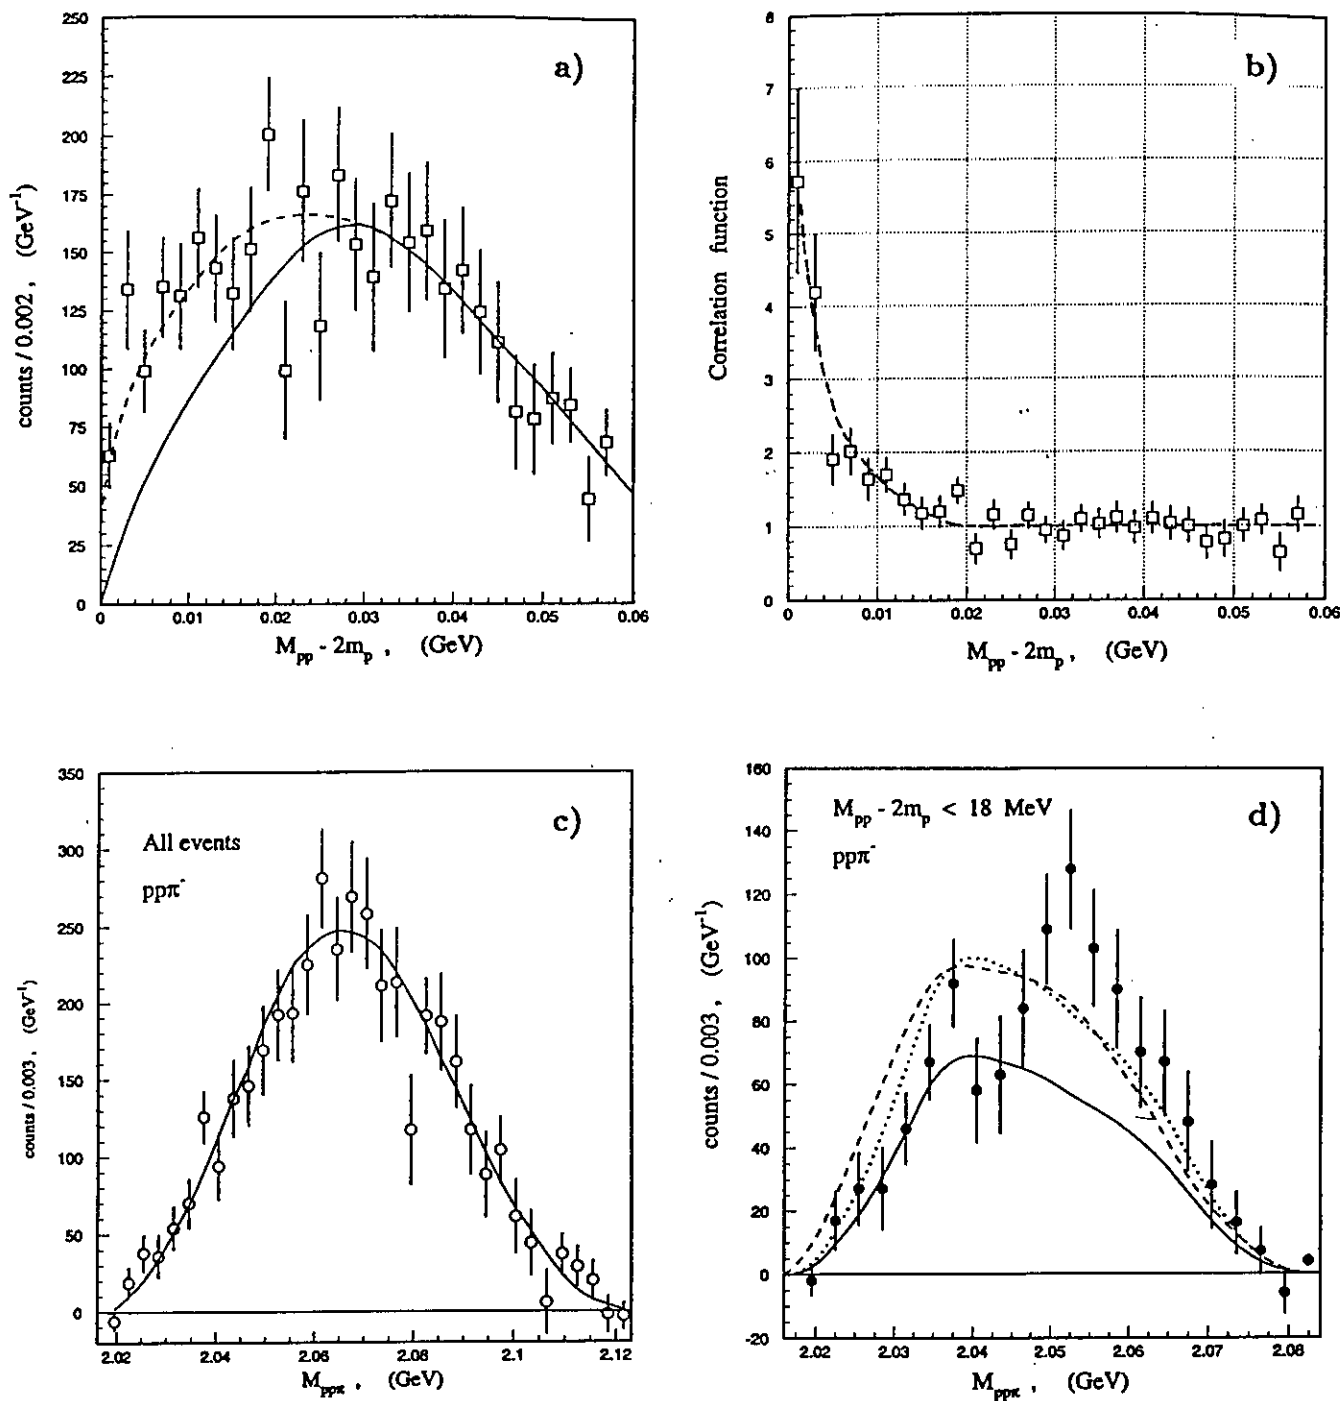 a)
250
225
200
175
150
125
100
75
50
25
0
counts / 0.002 , (GeV⁻¹)
0 0.01 0.02 0.03 0.04 0.05 0.06
M_pp - 2m_p , (GeV)
b)
8
7
6
5
4
3
2
1
0
Correlation function
0 0.01 0.02 0.03 0.04 0.05 0.06
M_pp - 2m_p , (GeV)
c)
All events
ppπ⁻
350
300
250
200
150
100
50
0
counts / 0.003 , (GeV⁻¹)
2.02 2.04 2.06 2.08 2.1 2.12
M_ppπ , (GeV)
d)
M_pp - 2m_p < 18 MeV
ppπ⁻
160
140
120
100
80
60
40
20
0
-20
counts / 0.003 , (GeV⁻¹)
2.02 2.03 2.04 2.05 2.06 2.07 2.08
M_ppπ , (GeV)